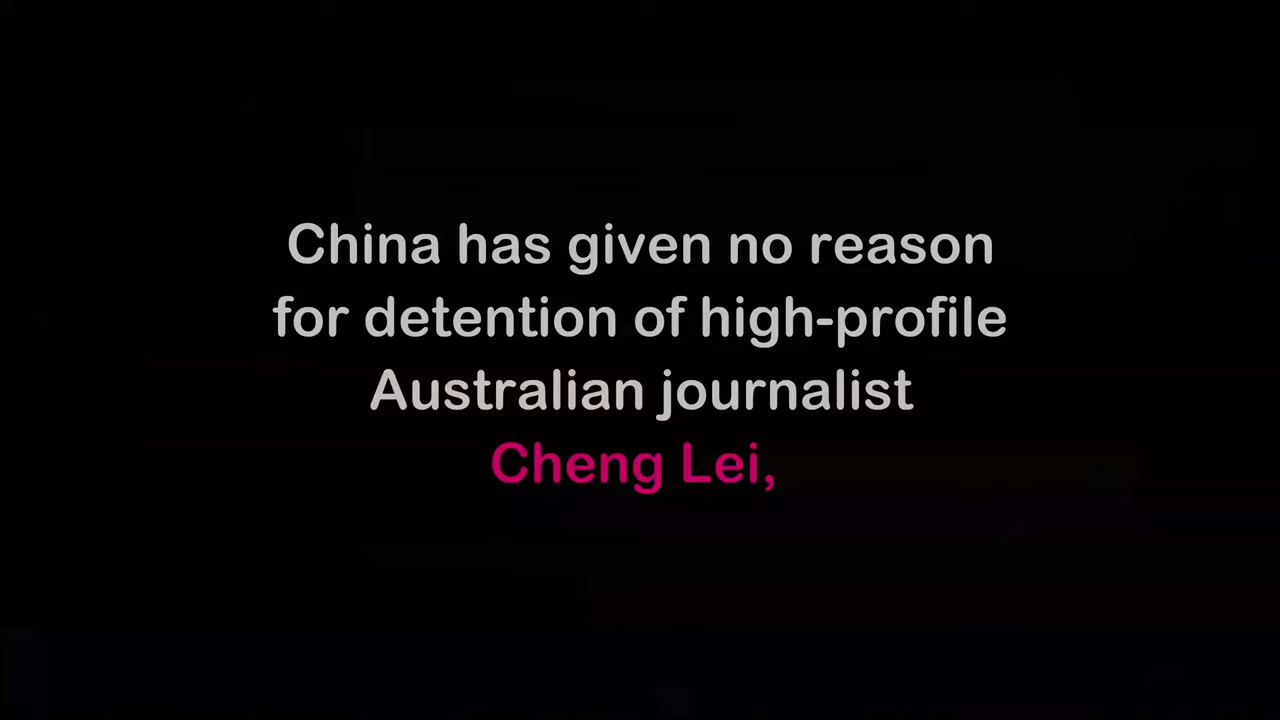 China has given no reason
for detention of high-profile
Australian journalist
Cheng Lei,